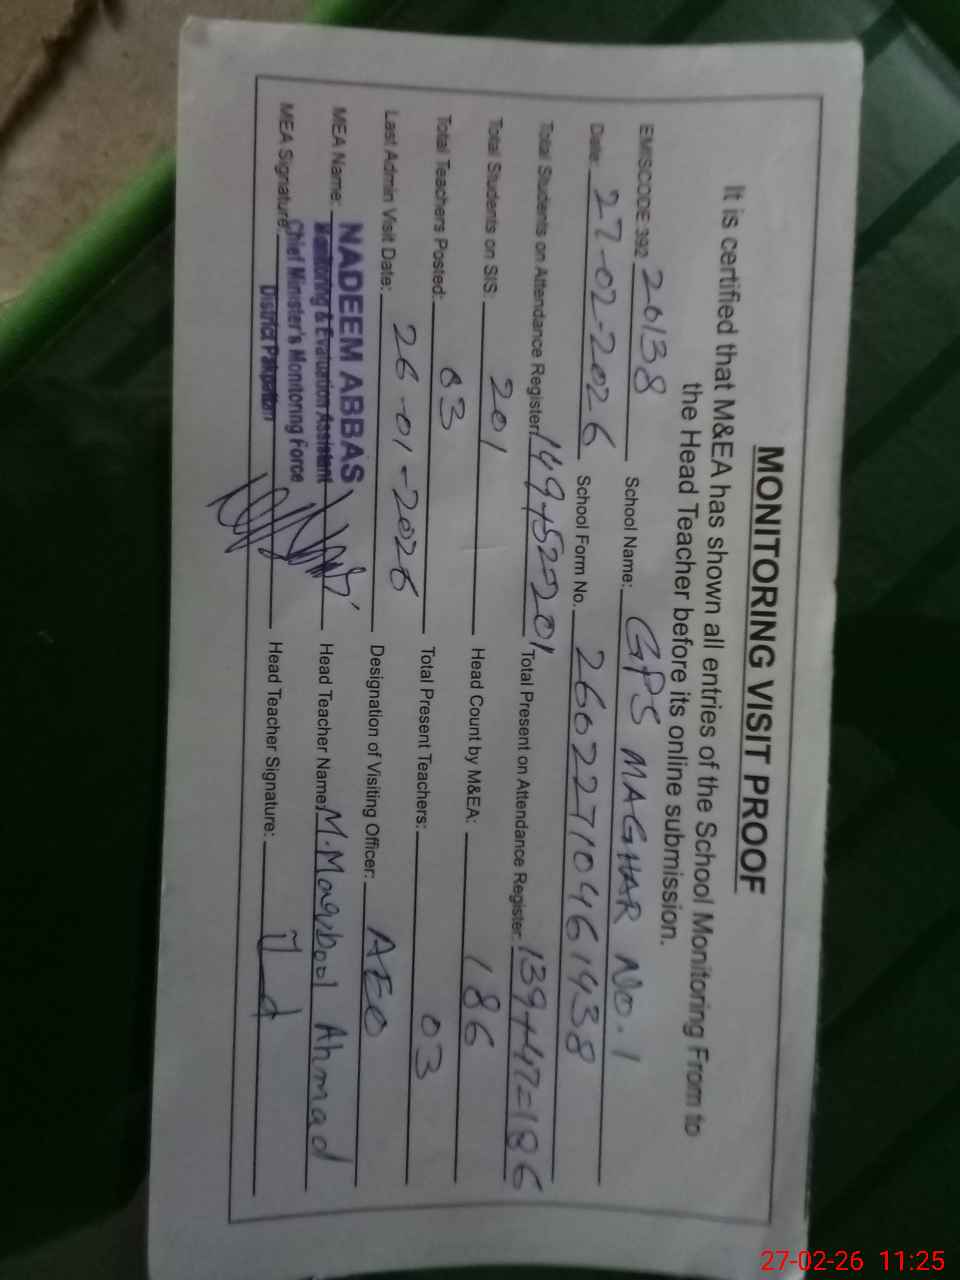 MONITORING VISIT PROOF
It is certified that M&EA has shown all entries of the School Monitoring From to
the Head Teacher before its online submission.
EMISCODE 392 20138 School Name: GPS MAGHAR No. 1
Date: 27-02-2026 School Form No. 26022710461938
Total Students on Attendance Register: 149+52=201 Total Present on Attendance Register: 139+47=186
Total Students on SIS: 201 Head Count by M&EA: 186
Total Teachers Posted: 03 Total Present Teachers: 03
Last Admin Visit Date: 26-01-2026 Designation of Visiting Officer: AEO
MEA Name: NADEEM ABBAS Head Teacher Name: M. Maqbool Ahmad
Monitoring & Evaluation Assistant
MEA Signature: Chief Minister's Monitoring Force Head Teacher Signature:
District Pakpattan
27-02-26 11:25